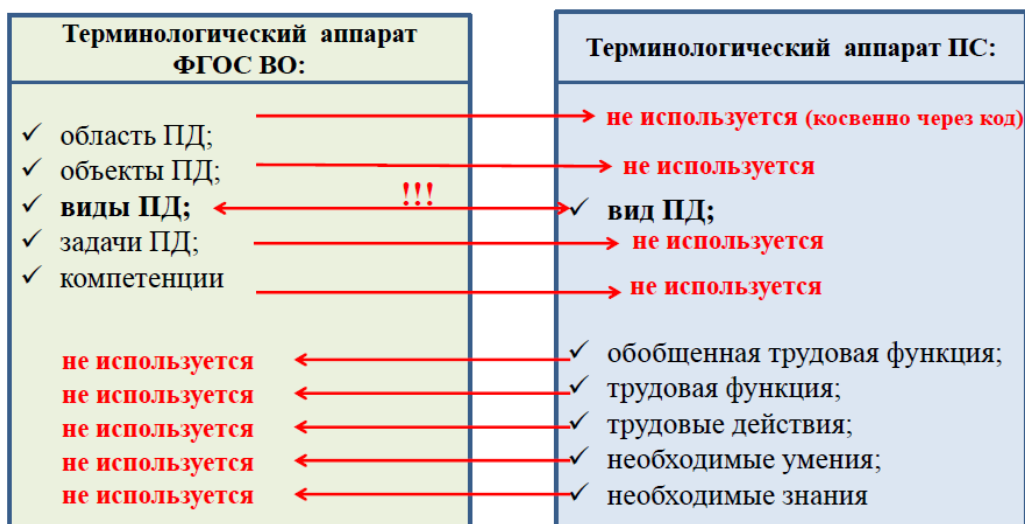 Терминологический аппарат
ФГОС ВО:
✓ область ПД;
✓ объекты ПД;
✓ виды ПД;
✓ задачи ПД;
✓ компетенции
не используется
не используется
не используется
не используется
не используется
!!!
Терминологический аппарат ПС:
не используется (косвенно через код)
не используется
✓ вид ПД;
не используется
не используется
✓ обобщенная трудовая функция;
✓ трудовая функция;
✓ трудовые действия;
✓ необходимые умения;
✓ необходимые знания